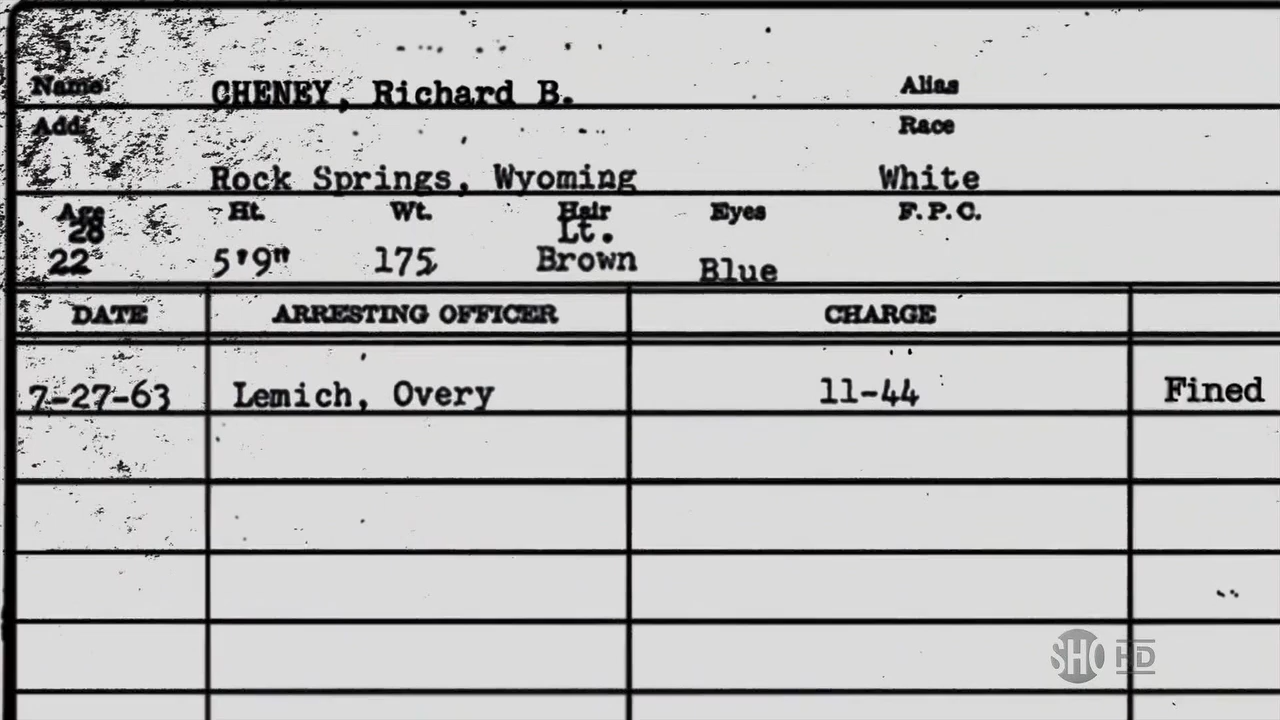 Name CHENEY, Richard B. Alias
Add. Race
Rock Springs, Wyoming White
Age Ht. Wt. Hair Eyes F.P.C.
28 Lt.
22 5'9" 175 Brown Blue
DATE ARRESTING OFFICER CHARGE
7-27-63 Lemich, Overy 11-44 Fined
SHO HD